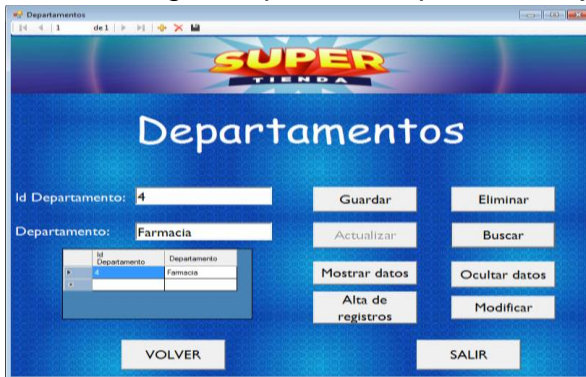 Departamentos
1 de 1
SUPER
TIENDA
Departamentos
Id Departamento: 4
Departamento: Farmacia
Id Departamento Departamento
4 Farmacia
Guardar Eliminar
Actualizar Buscar
Mostrar datos Ocultar datos
Alta de registros Modificar
VOLVER SALIR